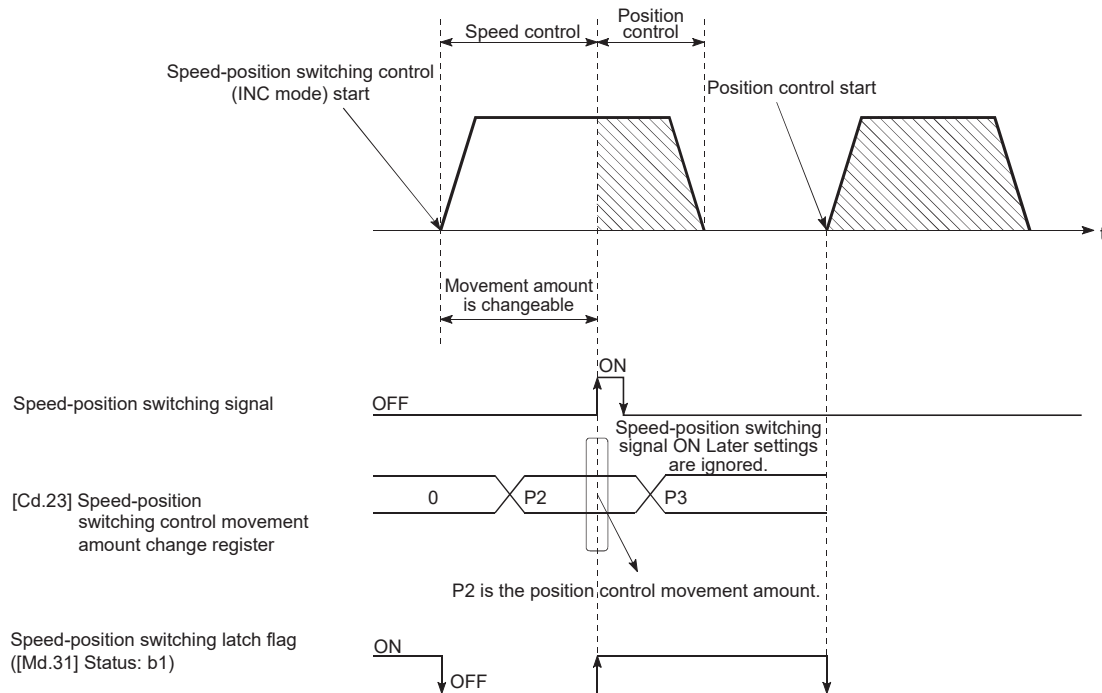 Position
control
Speed control
Speed-position switching control
(INC mode) start
Position control start
t
Movement amount
is changeable
ON
Speed-position switching signal
OFF
Speed-position switching
signal ON Later settings
are ignored.
[Cd.23] Speed-position
switching control movement
amount change register
0
P2
P3
P2 is the position control movement amount.
Speed-position switching latch flag
([Md.31] Status: b1)
ON
OFF